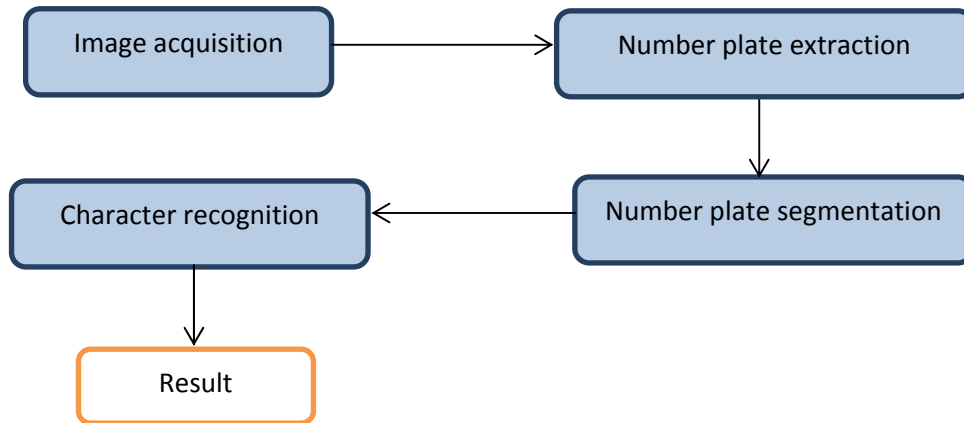 Image acquisition
Number plate extraction
Number plate segmentation
Character recognition
Result